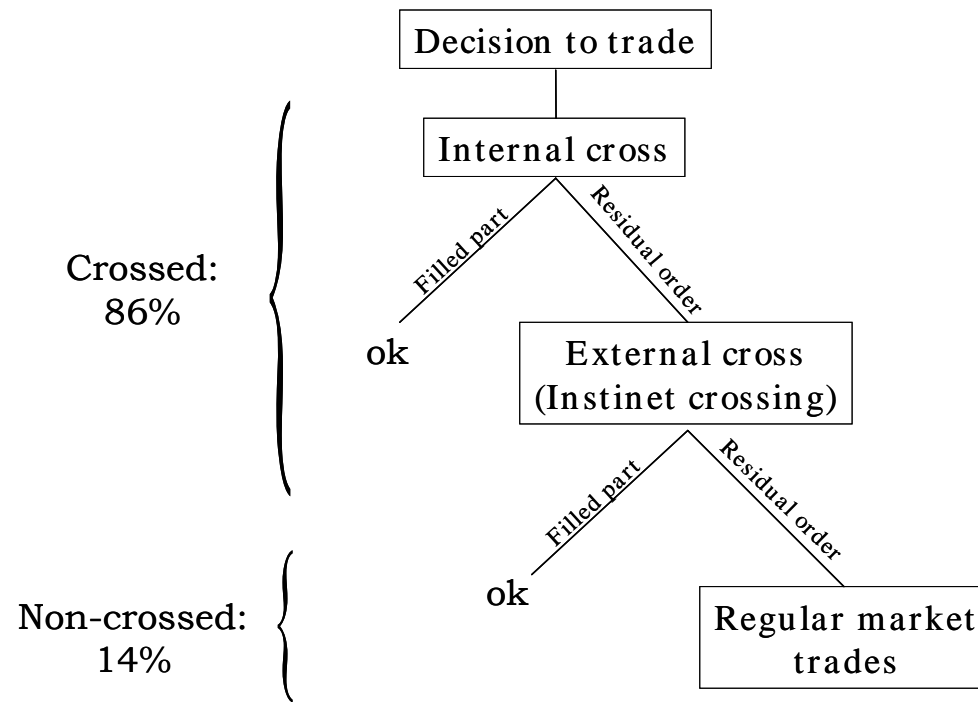 Decision to trade
Internal cross
Filled part
Residual order
Crossed:
86%
ok
External cross
(Instinet crossing)
Filled part
Residual order
ok
Non-crossed:
14%
Regular market
trades